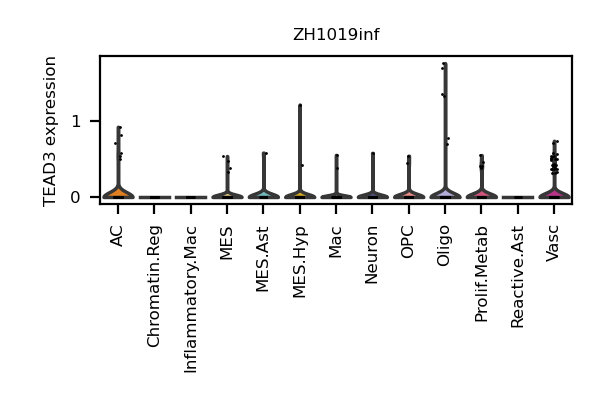 ZH1019inf
TEAD3 expression
1
0
AC
Chromatin.Reg
Inflammatory.Mac
MES
MES.Ast
MES.Hyp
Mac
Neuron
OPC
Oligo
Prolif.Metab
Reactive.Ast
Vasc